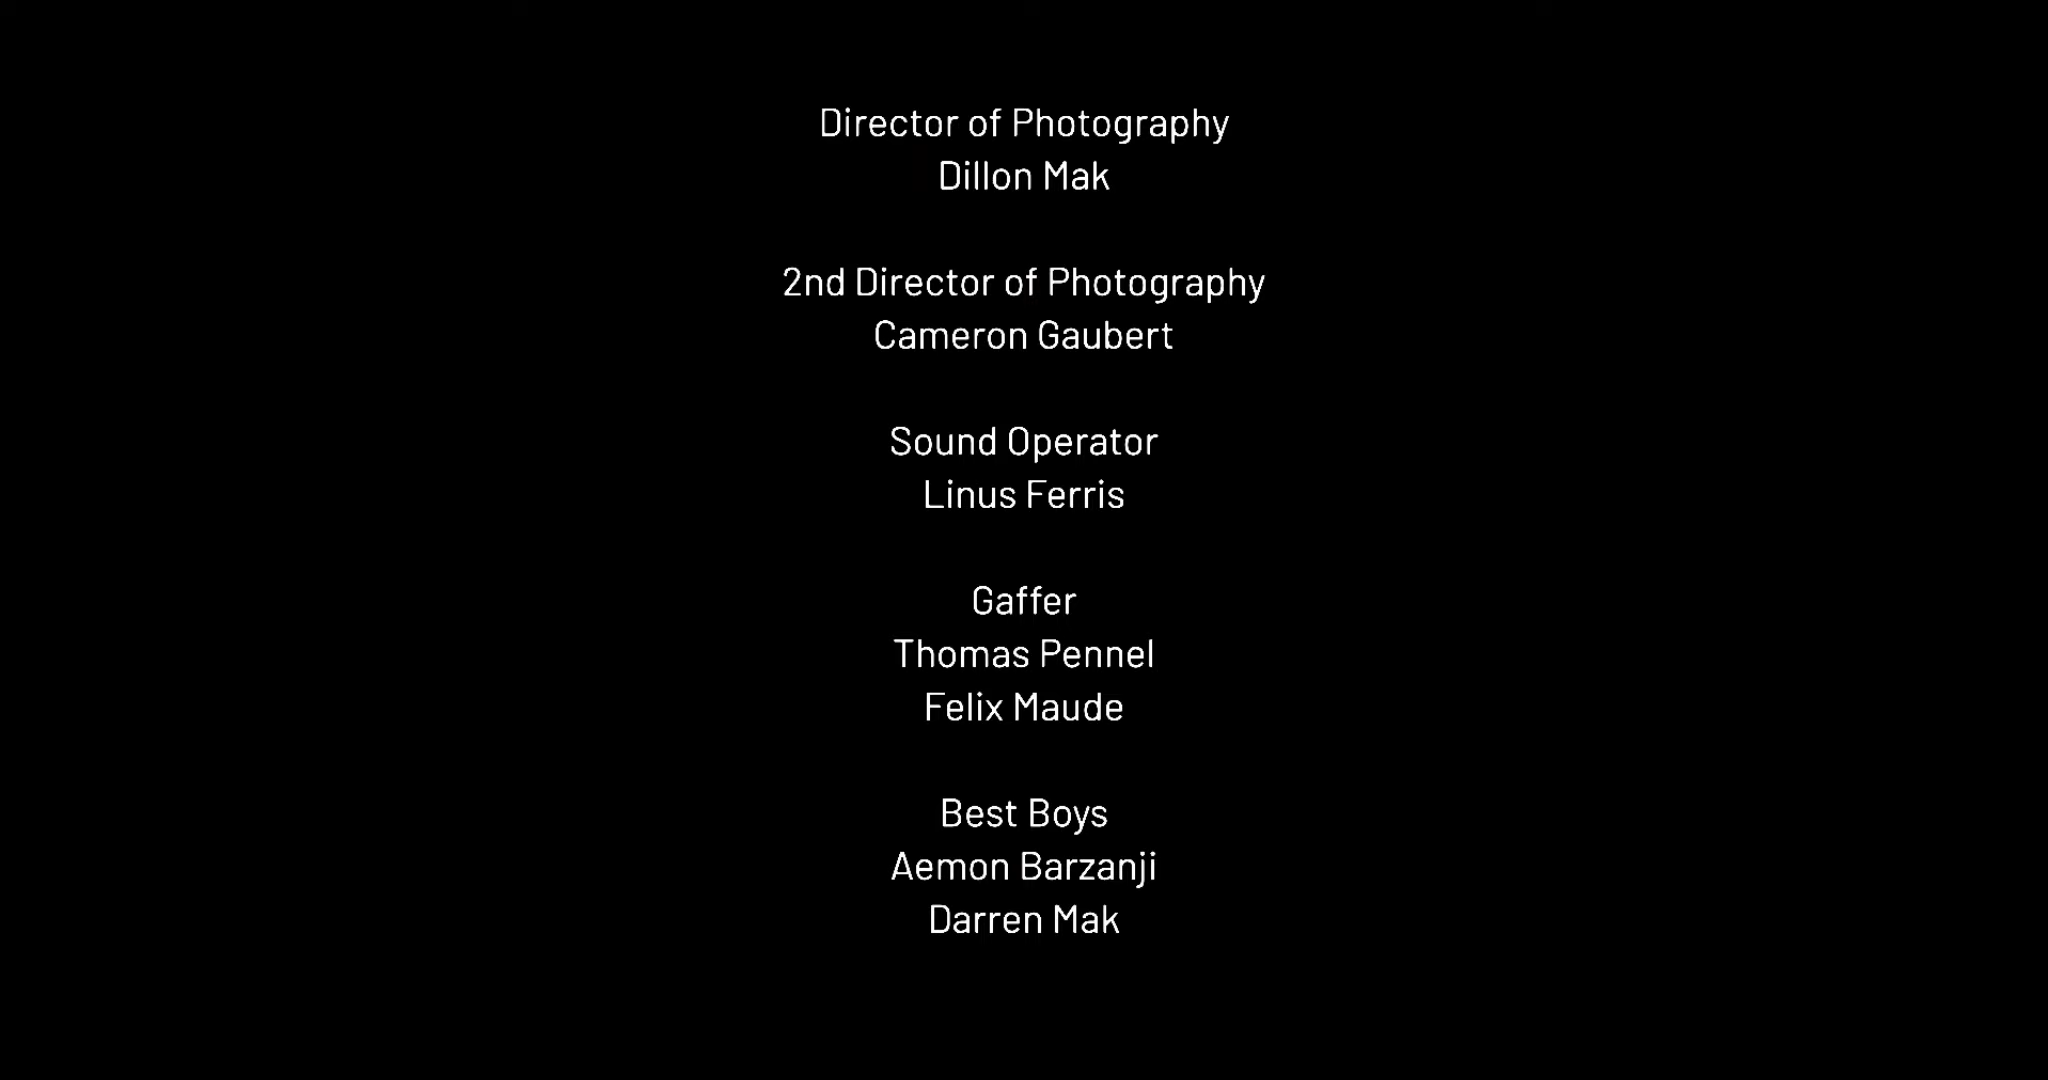 Director of Photography
Dillon Mak
2nd Director of Photography
Cameron Gaubert
Sound Operator
Linus Ferris
Gaffer
Thomas Pennel
Felix Maude
Best Boys
Aemon Barzanji
Darren Mak